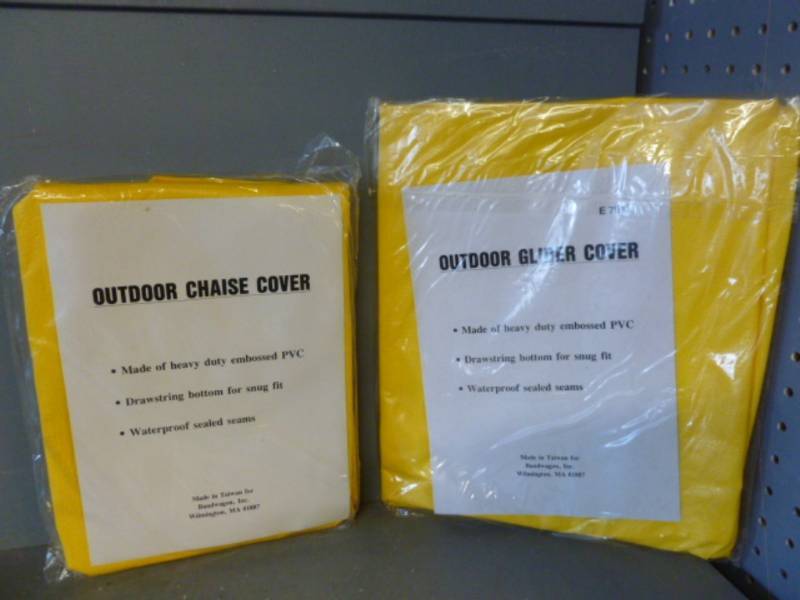 OUTDOOR CHAISE COVER
• Made of heavy duty embossed PVC
• Drawstring bottom for snug fit
• Waterproof sealed seams
Made in Taiwan for
Bandwagon, Inc.
Wilmington, MA 01887
OUTDOOR GLIDER COVER
• Made of heavy duty embossed PVC
• Drawstring bottom for snug fit
• Waterproof sealed seams
Made in Taiwan for
Bandwagon, Inc.
Wilmington, MA 01887